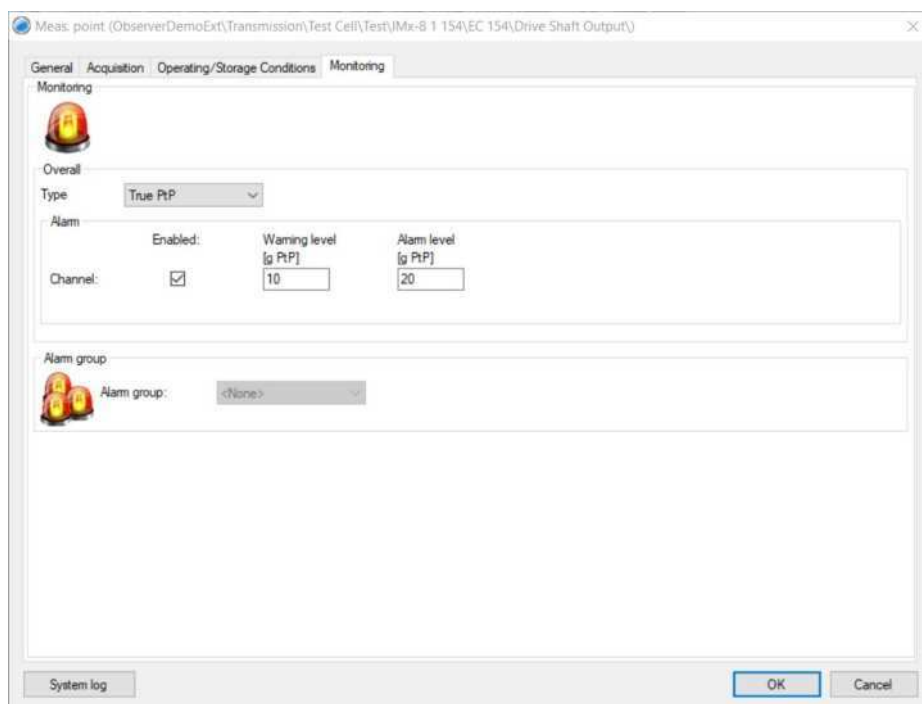 Meas. point (ObserverDemoExt\Transmission\Test Cell\Test\IMx-8 1 154\EC 154\Drive Shaft Output\)
General Acquisition Operating/Storage Conditions Monitoring
Monitoring
Overall
Type True PtP
Alarm
Enabled: Warning level Alarm level
[g PtP] [g PtP]
Channel: 10 20
Alarm group
Alarm group: <None>
System log OK Cancel